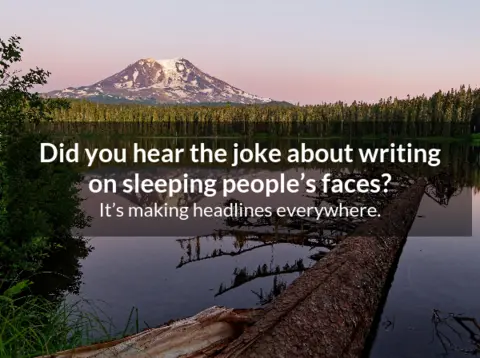 Did you hear the joke about writing
on sleeping people’s faces?
It’s making headlines everywhere.